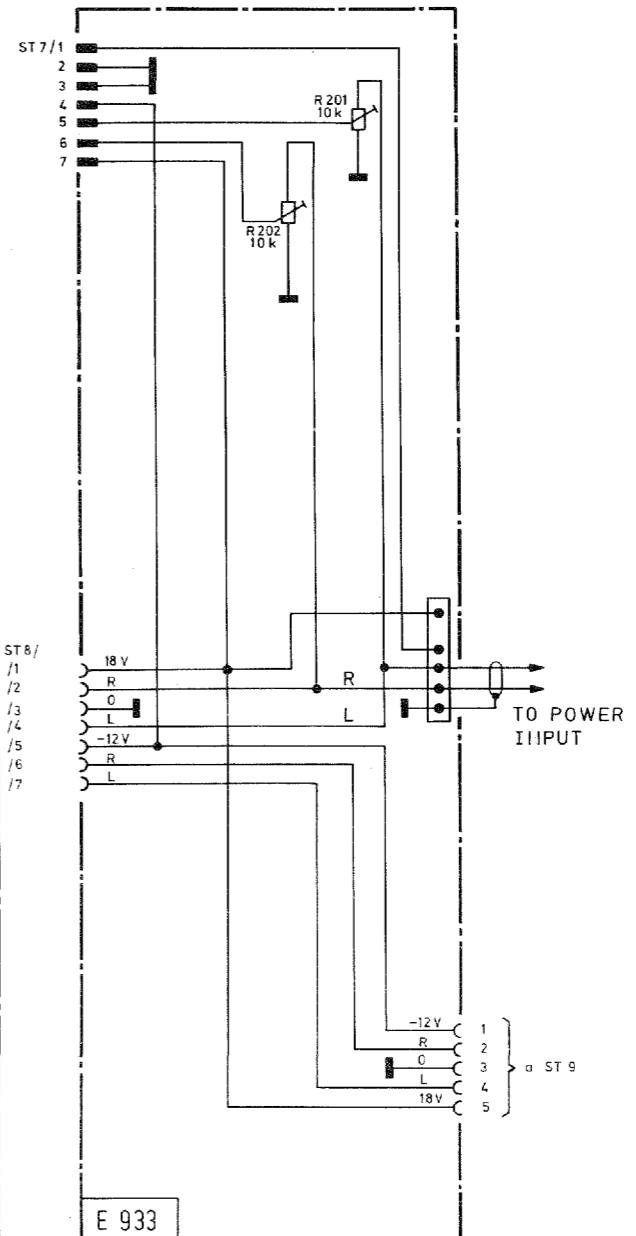 ST 7/1
2
3
4
5
6
7
R 201
10 k
R 202
10 k
ST 8/
/1 18 V
/2 R
/3 0
/4 L
/5 -12 V
/6 R
/7 L
R
L
TO POWER
INPUT
-12 V 1
R 2
0 3
L 4
18 V 5
a ST 9
E 933